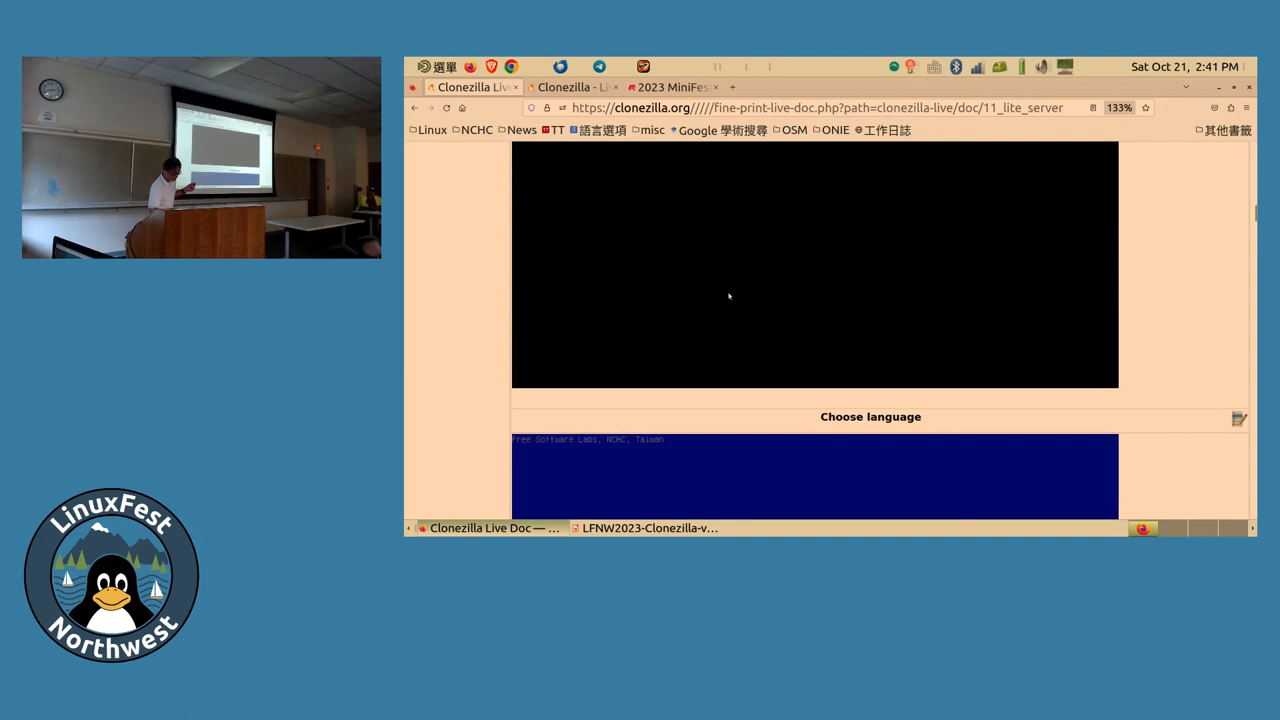 選單
Sat Oct 21, 2:41 PM
Clonezilla Liv
Clonezilla - Li
2023 MiniFes
https://clonezilla.org/////fine-print-live-doc.php?path=clonezilla-live/doc/11_lite_server
133%
Linux NCHC News TT 語言選項 misc Google 學術搜尋 OSM ONIE 工作日誌 其他書籤
Choose language
Free Software Labs, NCHC, Taiwan
Clonezilla Live Doc — ...
LFNW2023-Clonezilla-v...
LinuxFest
Northwest